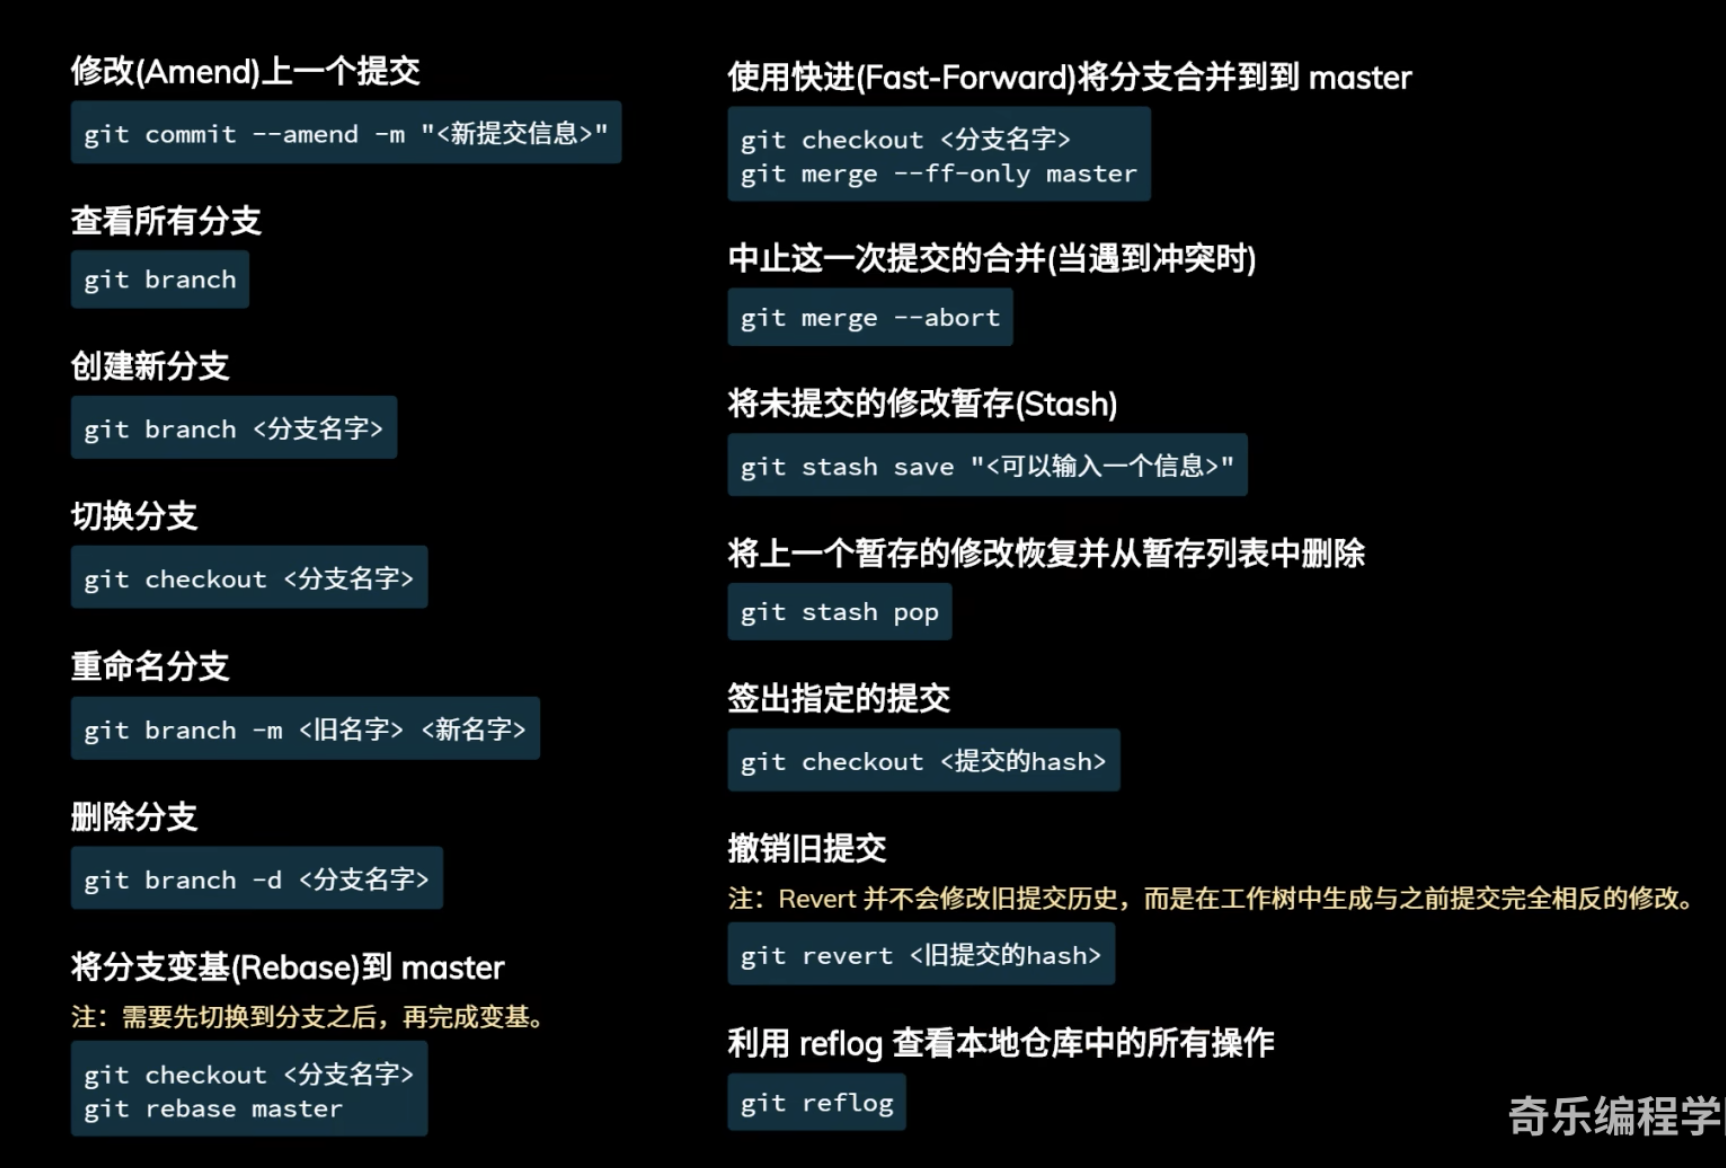 修改(Amend)上一个提交
git commit --amend -m "<新提交信息>"
查看所有分支
git branch
创建新分支
git branch <分支名字>
切换分支
git checkout <分支名字>
重命名分支
git branch -m <旧名字> <新名字>
删除分支
git branch -d <分支名字>
将分支变基(Rebase)到 master
注：需要先切换到分支之后，再完成变基。
git checkout <分支名字>
git rebase master
使用快进(Fast-Forward)将分支合并到到 master
git checkout <分支名字>
git merge --ff-only master
中止这一次提交的合并(当遇到冲突时)
git merge --abort
将未提交的修改暂存(Stash)
git stash save "<可以输入一个信息>"
将上一个暂存的修改恢复并从暂存列表中删除
git stash pop
签出指定的提交
git checkout <提交的hash>
撤销旧提交
注：Revert 并不会修改旧提交历史，而是在工作树中生成与之前提交完全相反的修改。
git revert <旧提交的hash>
利用 reflog 查看本地仓库中的所有操作
git reflog
奇乐编程学